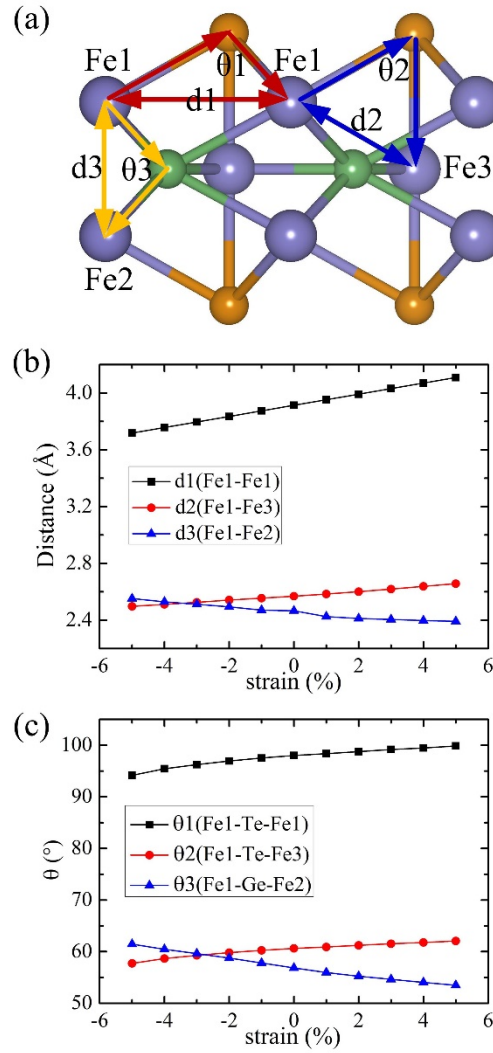 (a)
Fe1
θ1
Fe1
θ2
d1
d2
d3
θ3
Fe3
Fe2
(b)
4.0
3.6
3.2
2.8
2.4
Distance (Å)
d1(Fe1-Fe1)
d2(Fe1-Fe3)
d3(Fe1-Fe2)
-6 -4 -2 0 2 4 6
strain (%)
(c)
100
90
80
70
60
50
θ (°)
θ1(Fe1-Te-Fe1)
θ2(Fe1-Te-Fe3)
θ3(Fe1-Ge-Fe2)
-6 -4 -2 0 2 4 6
strain (%)